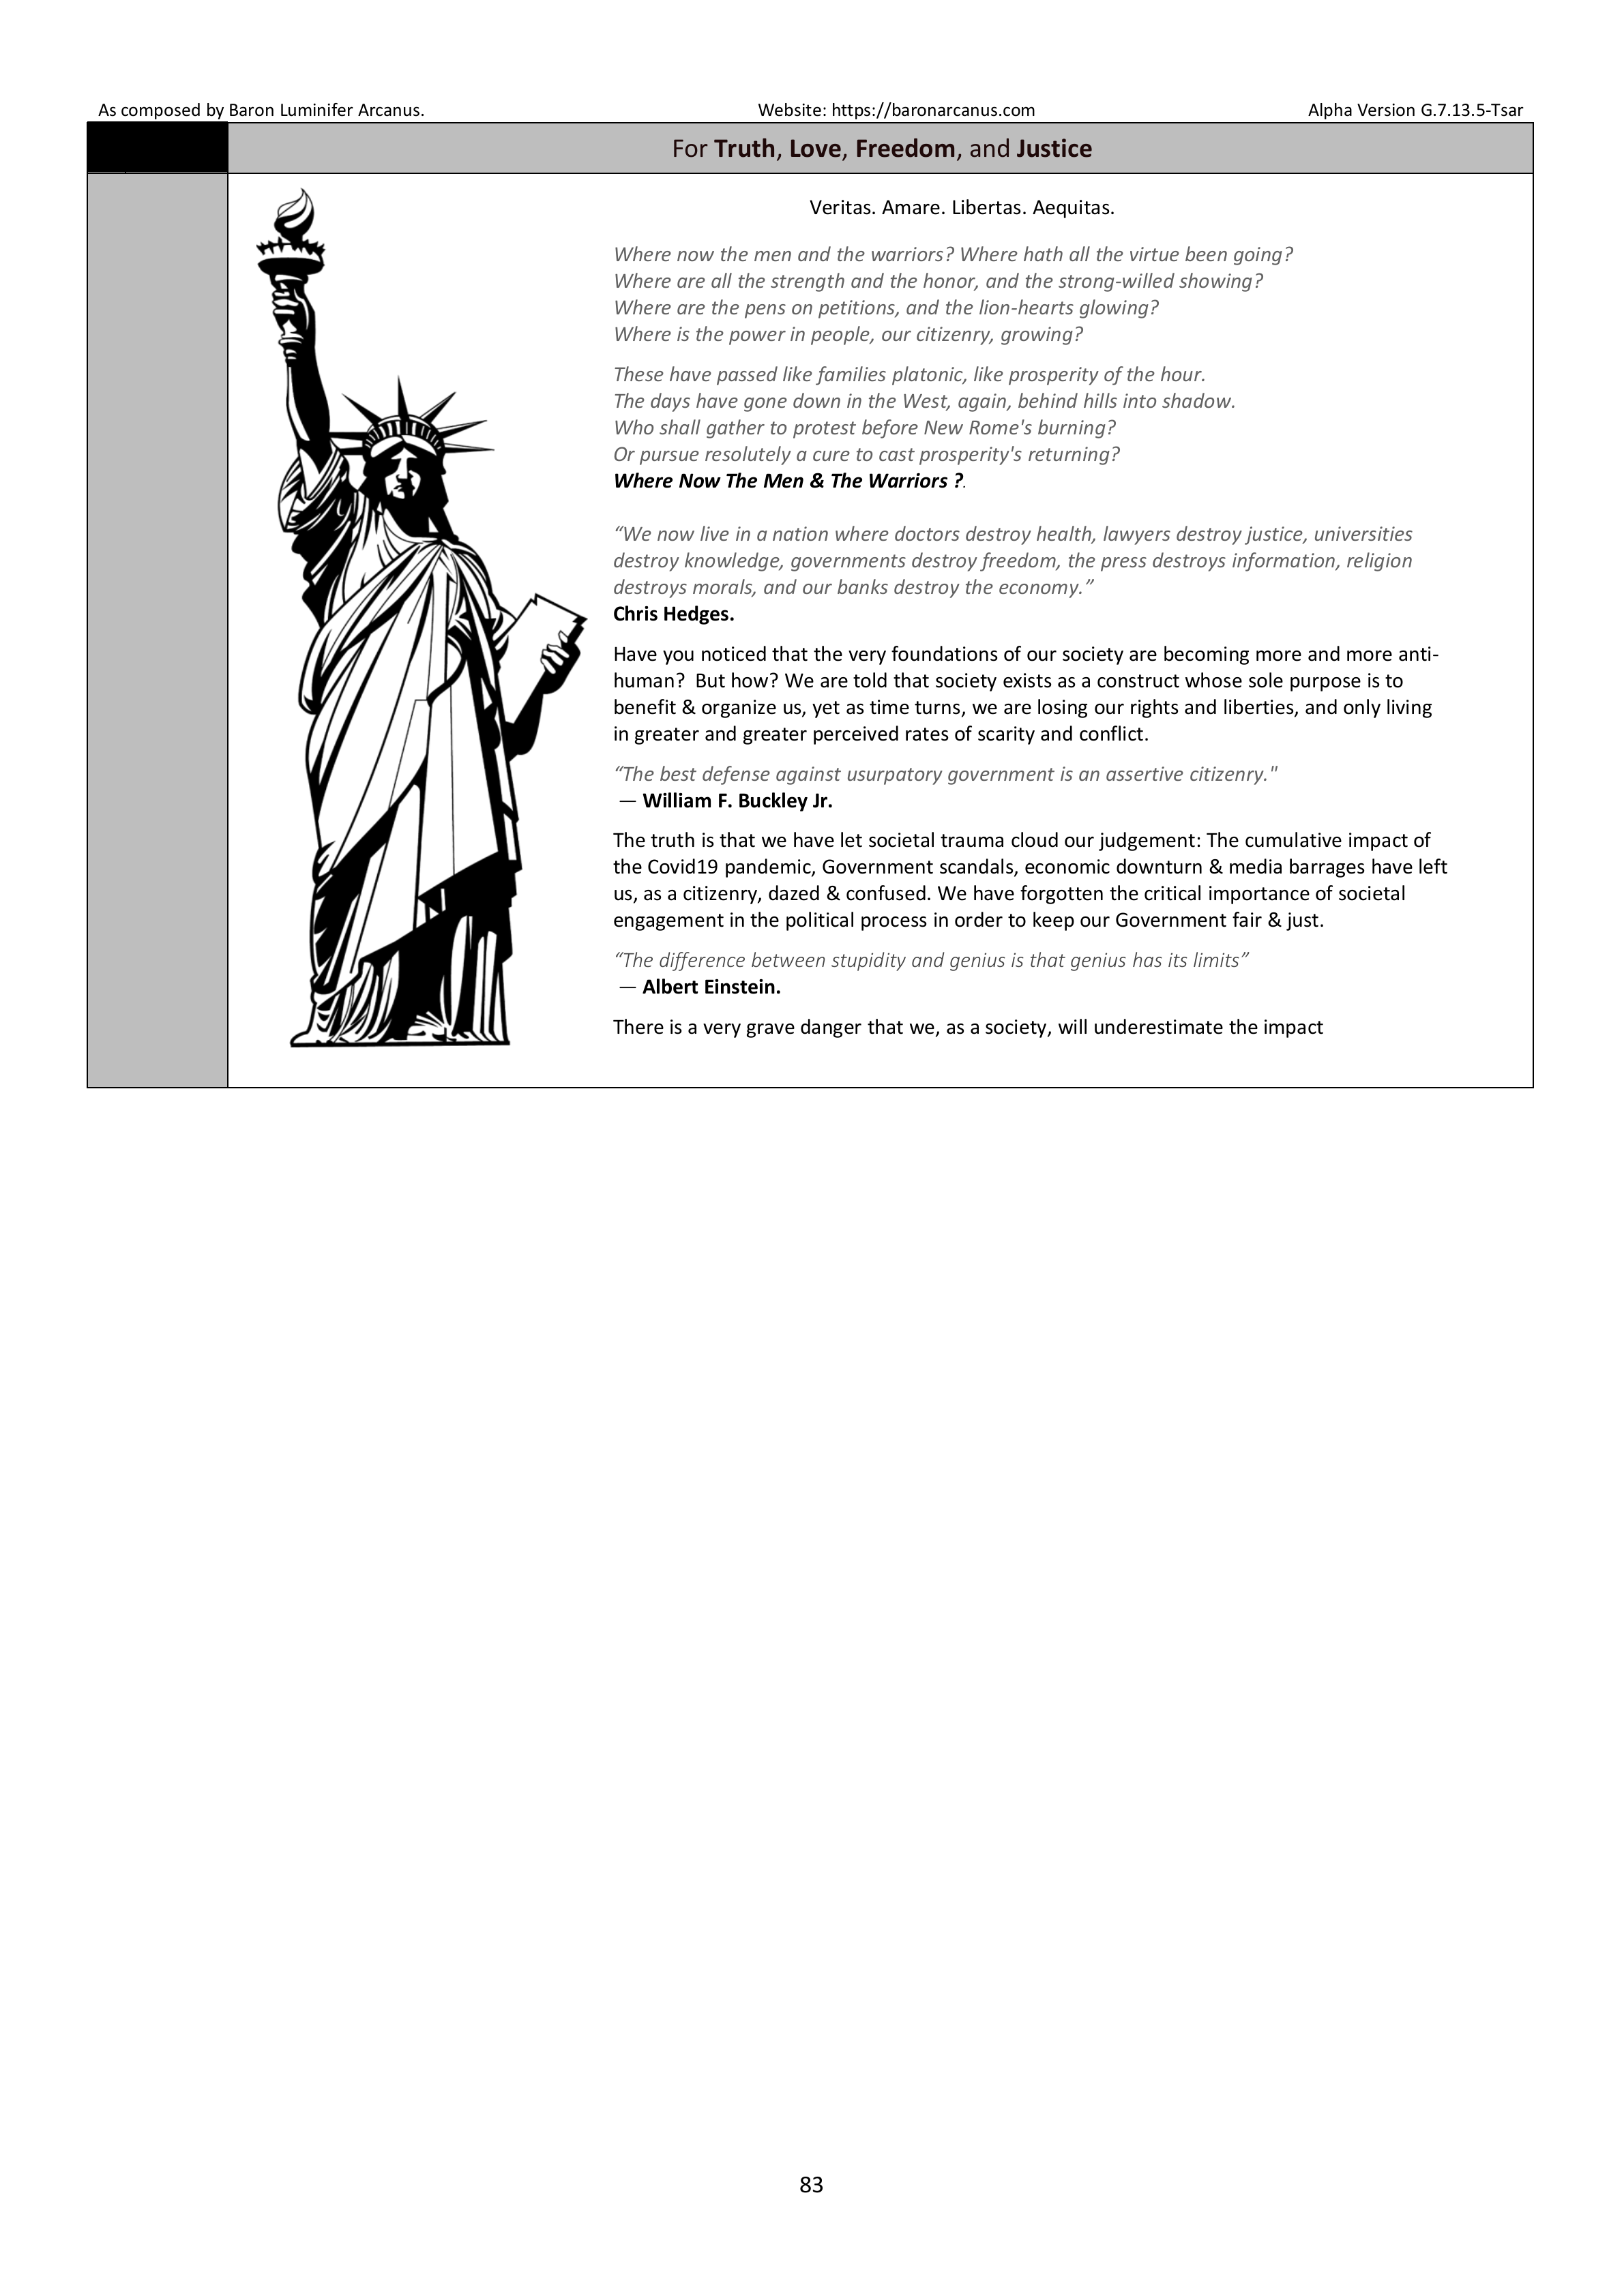 As composed by Baron Luminifer Arcanus. Website: https://baronarcanus.com Alpha Version G.7.13.5-Tsar
For Truth, Love, Freedom, and Justice
Veritas. Amare. Libertas. Aequitas.
Where now the men and the warriors? Where hath all the virtue been going?
Where are all the strength and the honor, and the strong-willed showing?
Where are the pens on petitions, and the lion-hearts glowing?
Where is the power in people, our citizenry, growing?
These have passed like families platonic, like prosperity of the hour.
The days have gone down in the West, again, behind hills into shadow.
Who shall gather to protest before New Rome's burning?
Or pursue resolutely a cure to cast prosperity's returning?
Where Now The Men & The Warriors ?.
“We now live in a nation where doctors destroy health, lawyers destroy justice, universities
destroy knowledge, governments destroy freedom, the press destroys information, religion
destroys morals, and our banks destroy the economy.”
Chris Hedges.
Have you noticed that the very foundations of our society are becoming more and more anti-
human?  But how? We are told that society exists as a construct whose sole purpose is to
benefit & organize us, yet as time turns, we are losing our rights and liberties, and only living
in greater and greater perceived rates of scarity and conflict.
“The best defense against usurpatory government is an assertive citizenry."
— William F. Buckley Jr.
The truth is that we have let societal trauma cloud our judgement: The cumulative impact of
the Covid19 pandemic, Government scandals, economic downturn & media barrages have left
us, as a citizenry, dazed & confused. We have forgotten the critical importance of societal
engagement in the political process in order to keep our Government fair & just.
“The difference between stupidity and genius is that genius has its limits”
— Albert Einstein.
There is a very grave danger that we, as a society, will underestimate the impact
83